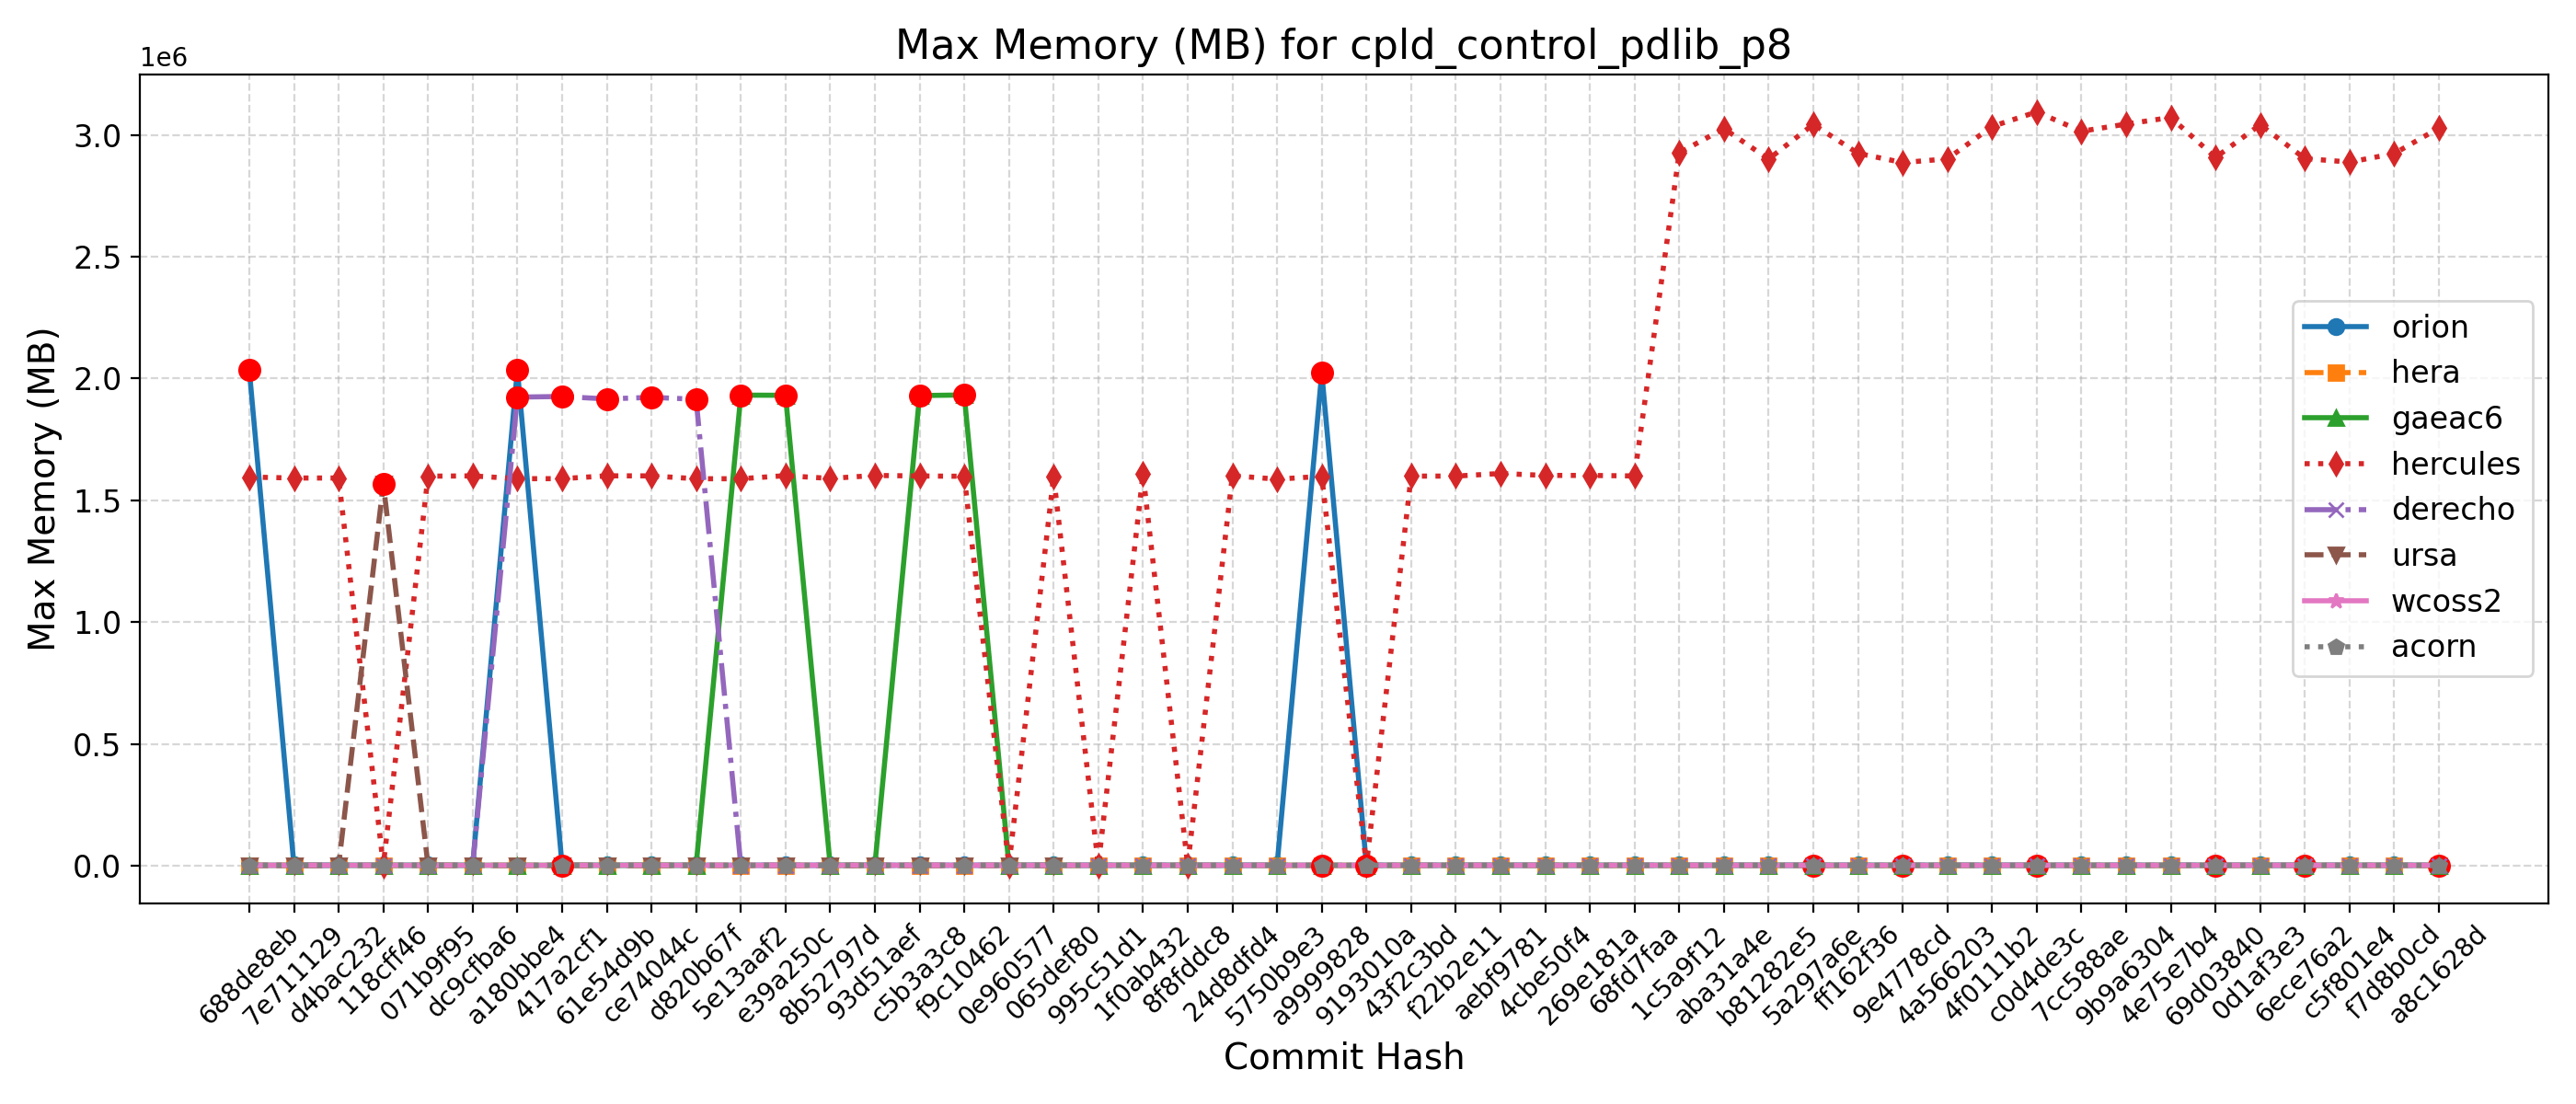 Max Memory (MB) for cpld_control_pdlib_p8
1e6
3.0
2.5
2.0
1.5
1.0
0.5
0.0
Max Memory (MB)
orion
hera
gaeac6
hercules
derecho
ursa
wcoss2
acorn
688de8eb
7e711129
d4bac232
118cff46
071b9f95
dc9cfba6
a180bbe4
417a2cf1
61e54d9b
ce74044c
d820b67f
5e13aaf2
e39a250c
8b52797d
93d51aef
c5b3a3c8
f9c10462
0e960577
065def80
995c51d1
1f0ab432
8f8fddc8
24d8dfd4
5750b9e3
a9999828
9193010a
43f2c3bd
f22b2e11
aebf9781
4cbe50f4
269e181a
68fd7faa
1c5a9f12
aba31a4e
b81282e5
5a297a6e
ff162f36
9e4778cd
4a566203
4f0111b2
c0d4de3c
7cc588ae
9b9a6304
4e75e7b4
69d03840
0d1af3e3
6ece76a2
c5f801e4
f7d8b0cd
a8c1628d
Commit Hash